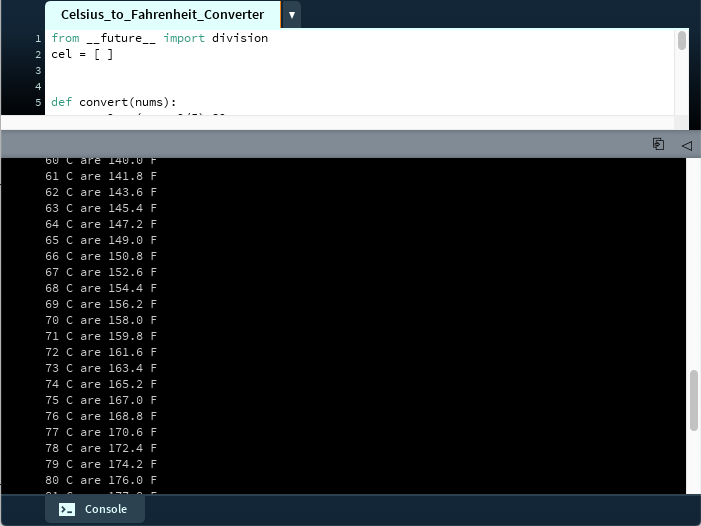 Celsius_to_Fahrenheit_Converter
1 from __future__ import division
2 cel = [ ]
3
4
5 def convert(nums):
60 C are 140.0 F
61 C are 141.8 F
62 C are 143.6 F
63 C are 145.4 F
64 C are 147.2 F
65 C are 149.0 F
66 C are 150.8 F
67 C are 152.6 F
68 C are 154.4 F
69 C are 156.2 F
70 C are 158.0 F
71 C are 159.8 F
72 C are 161.6 F
73 C are 163.4 F
74 C are 165.2 F
75 C are 167.0 F
76 C are 168.8 F
77 C are 170.6 F
78 C are 172.4 F
79 C are 174.2 F
80 C are 176.0 F
Console